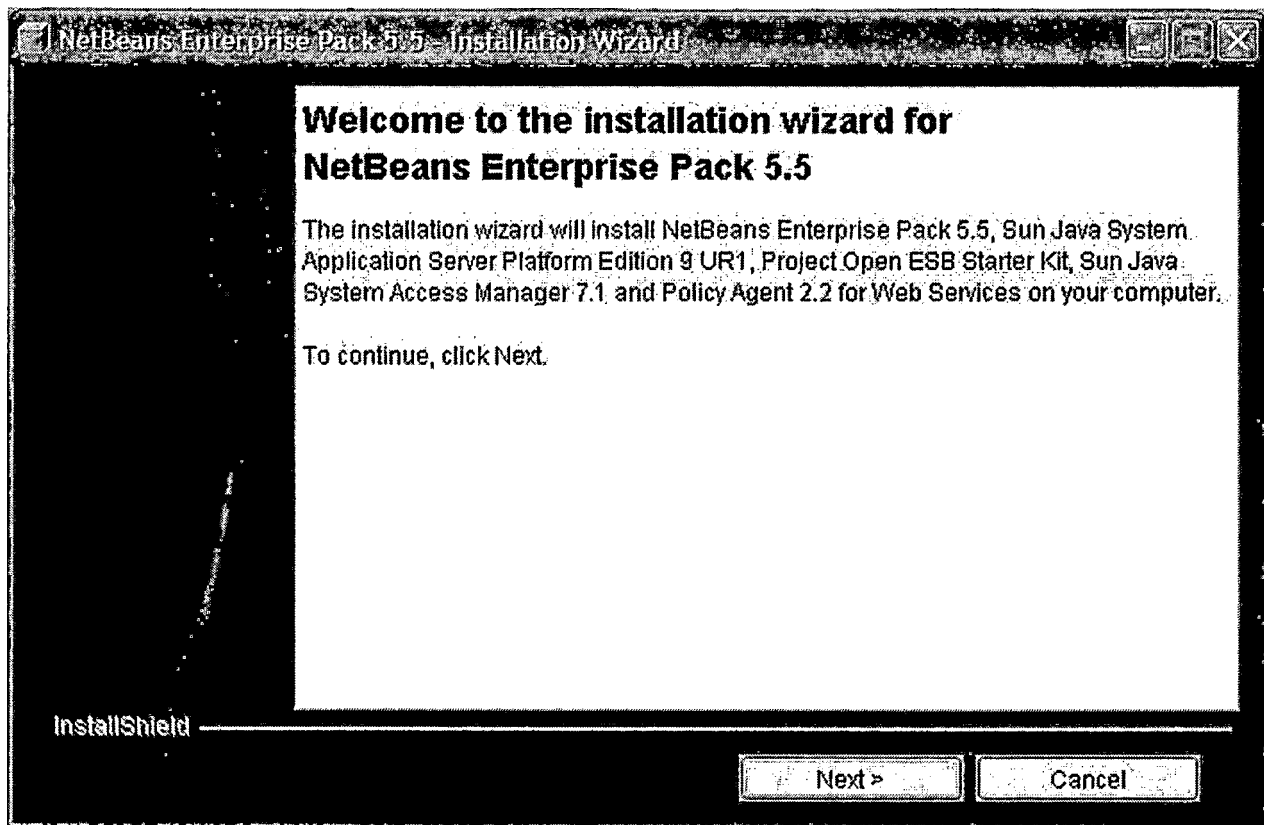 NetBeans Enterprise Pack 5.5 - Installation Wizard
Welcome to the installation wizard for
NetBeans Enterprise Pack 5.5
The installation wizard will install NetBeans Enterprise Pack 5.5, Sun Java System
Application Server Platform Edition 9 UR1, Project Open ESB Starter Kit, Sun Java
System Access Manager 7.1 and Policy Agent 2.2 for Web Services on your computer.
To continue, click Next.
InstallShield
Next >
Cancel